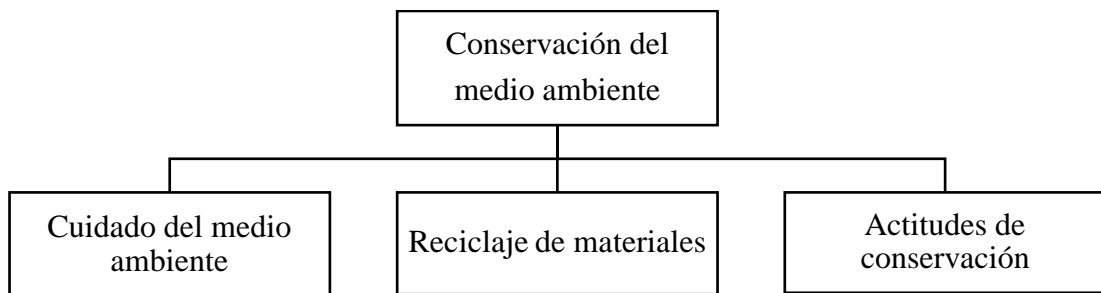 Conservación del
medio ambiente
Cuidado del medio
ambiente
Reciclaje de materiales
Actitudes de
conservación